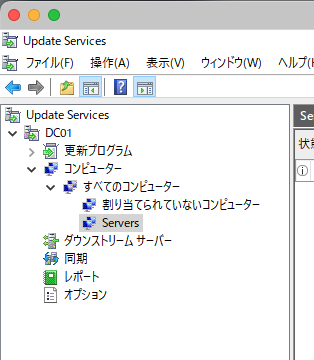 Update Services
ファイル(F) 操作(A) 表示(V) ウィンドウ(W) ヘルプ(H
Update Services
DC01
更新プログラム
コンピューター
すべてのコンピューター
割り当てられていないコンピューター
Servers
ダウンストリーム サーバー
同期
レポート
オプション
Se
状態